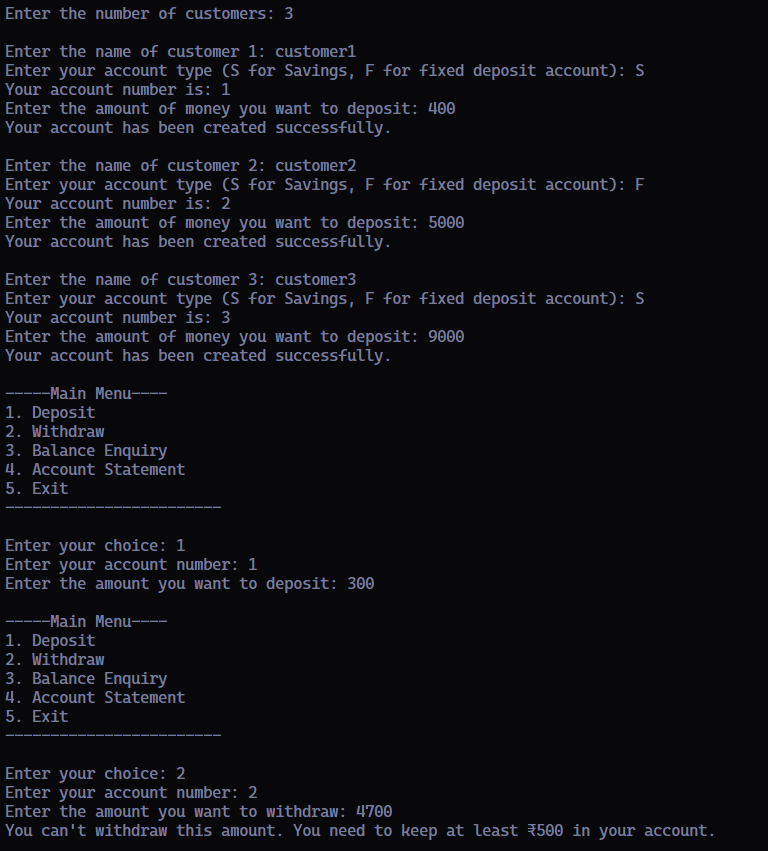 Enter the number of customers: 3
Enter the name of customer 1: customer1
Enter your account type (S for Savings, F for fixed deposit account): S
Your account number is: 1
Enter the amount of money you want to deposit: 400
Your account has been created successfully.
Enter the name of customer 2: customer2
Enter your account type (S for Savings, F for fixed deposit account): F
Your account number is: 2
Enter the amount of money you want to deposit: 5000
Your account has been created successfully.
Enter the name of customer 3: customer3
Enter your account type (S for Savings, F for fixed deposit account): S
Your account number is: 3
Enter the amount of money you want to deposit: 9000
Your account has been created successfully.
-----Main Menu----
1. Deposit
2. Withdraw
3. Balance Enquiry
4. Account Statement
5. Exit
------------------------
Enter your choice: 1
Enter your account number: 1
Enter the amount you want to deposit: 300
-----Main Menu----
1. Deposit
2. Withdraw
3. Balance Enquiry
4. Account Statement
5. Exit
------------------------
Enter your choice: 2
Enter your account number: 2
Enter the amount you want to withdraw: 4700
You can't withdraw this amount. You need to keep at least ₹500 in your account.